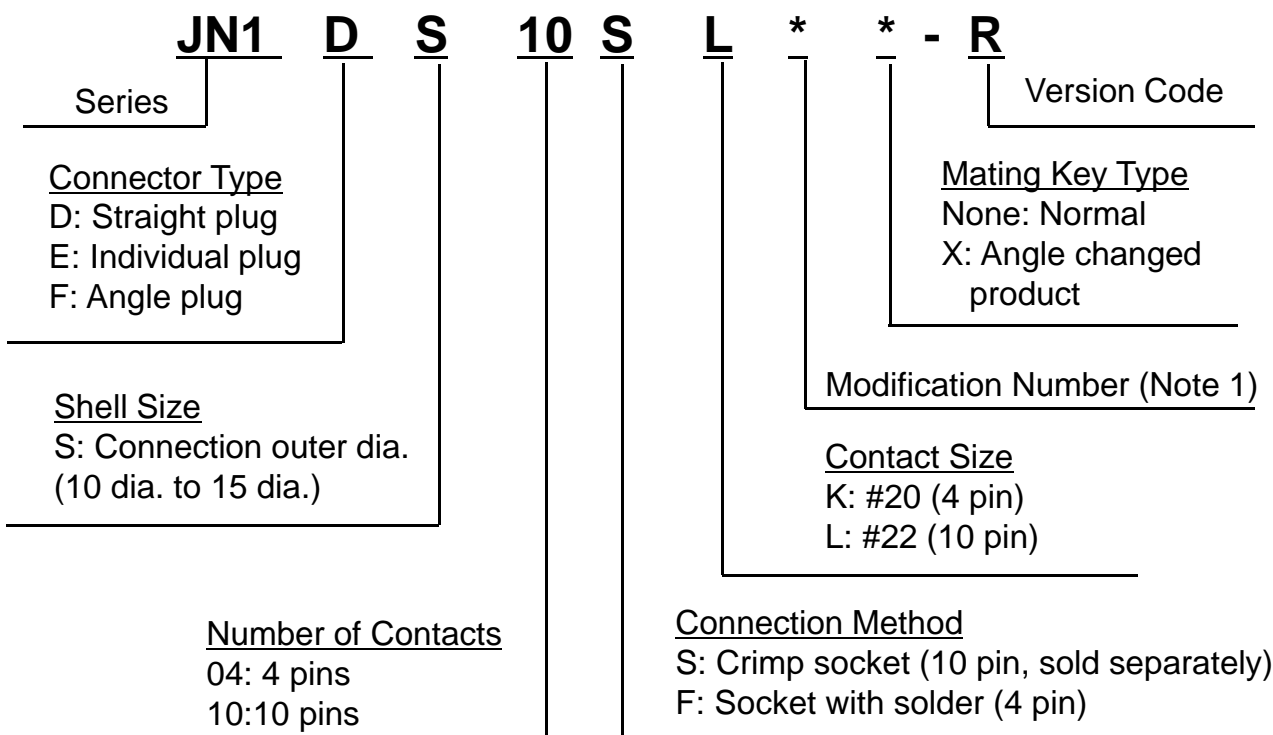 JN1 D S 10 S L * * - R
Series
Version Code
Connector Type
D: Straight plug
E: Individual plug
F: Angle plug
Mating Key Type
None: Normal
X: Angle changed
product
Shell Size
S: Connection outer dia.
(10 dia. to 15 dia.)
Modification Number (Note 1)
Contact Size
K: #20 (4 pin)
L: #22 (10 pin)
Number of Contacts
04: 4 pins
10:10 pins
Connection Method
S: Crimp socket (10 pin, sold separately)
F: Socket with solder (4 pin)